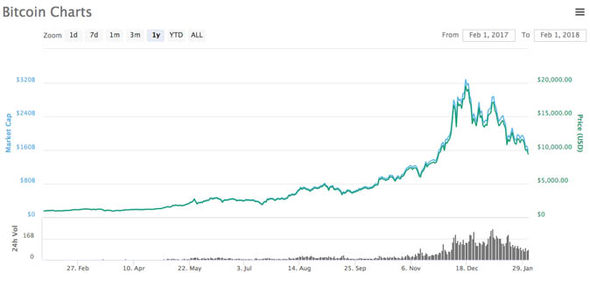 Bitcoin Charts
Zoom 1d 7d 1m 3m 1y YTD ALL
From Feb 1, 2017 To Feb 1, 2018
$320B $20,000.00
$240B $15,000.00
$160B $10,000.00
$80B $5,000.00
$0 $0.00
Market Cap
Price (USD)
24h Vol
16B
0
27. Feb 10. Apr 22. May 3. Jul 14. Aug 25. Sep 6. Nov 18. Dec 29. Jan